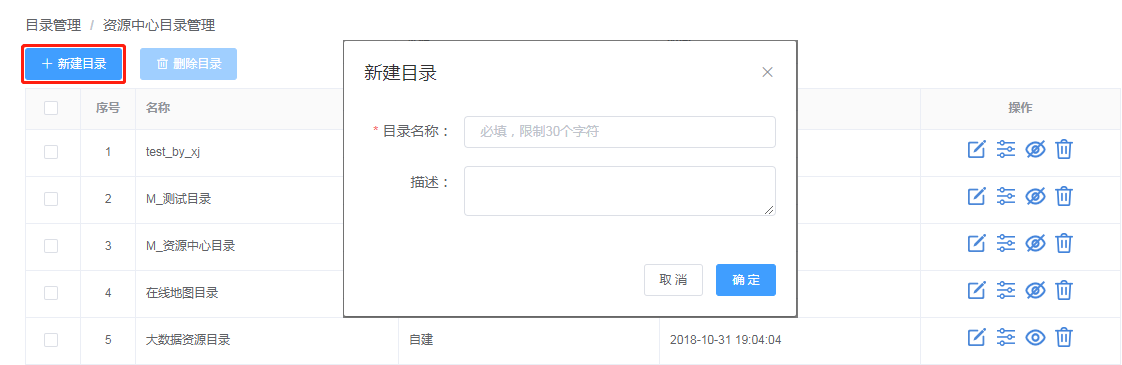 目录管理 / 资源中心目录管理
+ 新建目录 删除目录
序号 名称 操作
新建目录
* 目录名称： 必填，限制30个字符
描述：
取消 确定
1 test_by_xj
2 M_测试目录
3 M_资源中心目录
4 在线地图目录
5 大数据资源目录 自建 2018-10-31 19:04:04